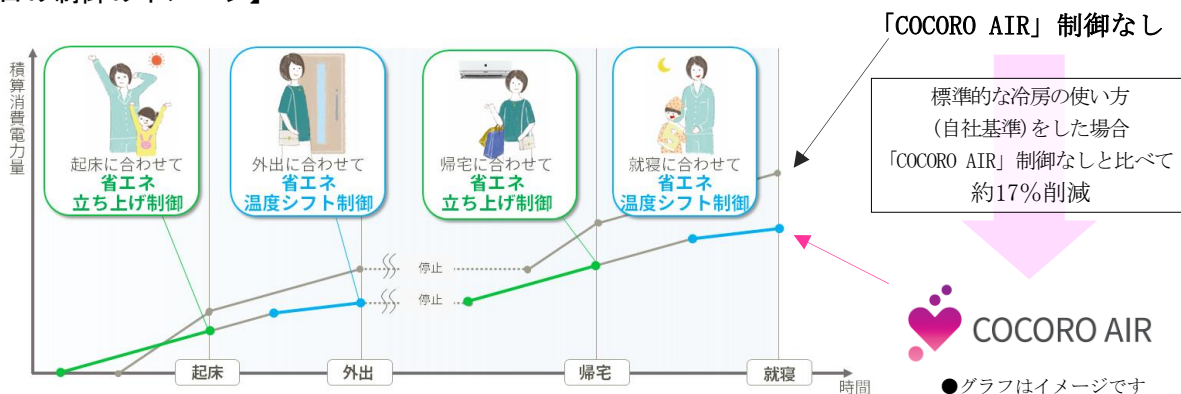 「COCORO AIR」制御なし
積算消費電力量
起床に合わせて
省エネ
立ち上げ制御
外出に合わせて
省エネ
温度シフト制御
帰宅に合わせて
省エネ
立ち上げ制御
就寝に合わせて
省エネ
温度シフト制御
標準的な冷房の使い方
(自社基準)をした場合
「COCORO AIR」制御なしと比べて
約17%削減
停止
停止
COCORO AIR
起床
外出
帰宅
就寝
時間
●グラフはイメージです